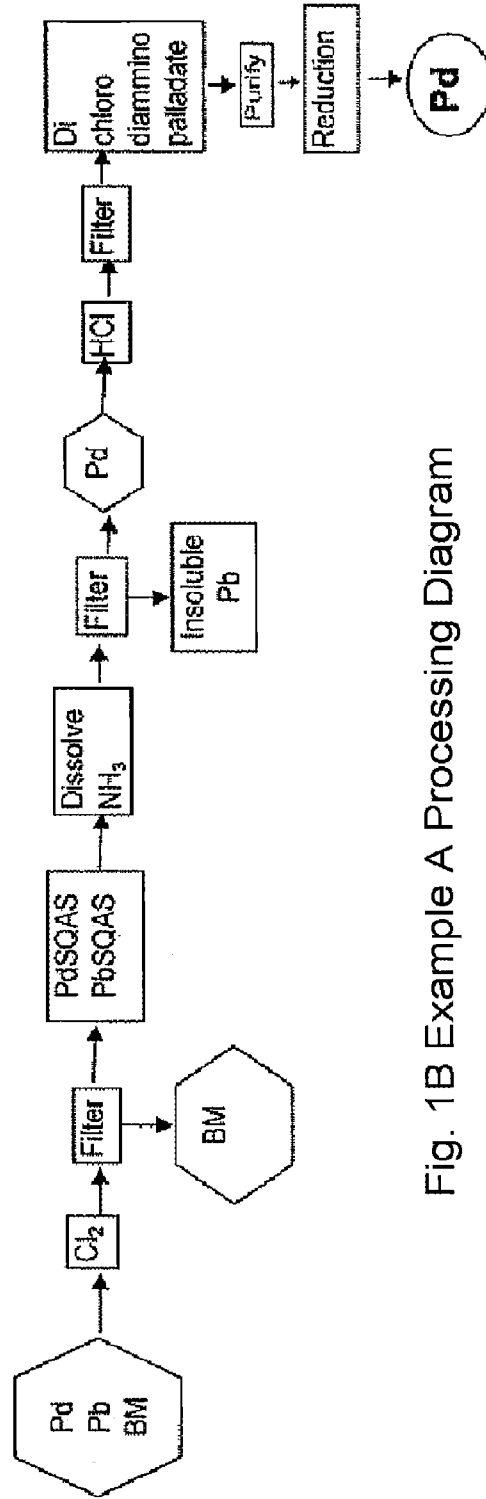 Pd
Pb
BM
Cl₂
Filter
BM
PdSQAS
PbSQAS
Dissolve
NH₃
Filter
Insoluble
Pb
Pd
HCl
Filter
Di
chloro
diammino
palladate
Purify
Reduction
Pd
Fig. 1B Example A Processing Diagram